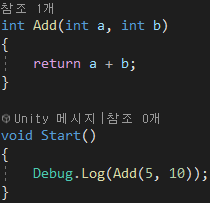 참조 1개
int Add(int a, int b)
{
    return a + b;
}
Unity 메시지|참조 0개
void Start()
{
    Debug.Log(Add(5, 10));
}